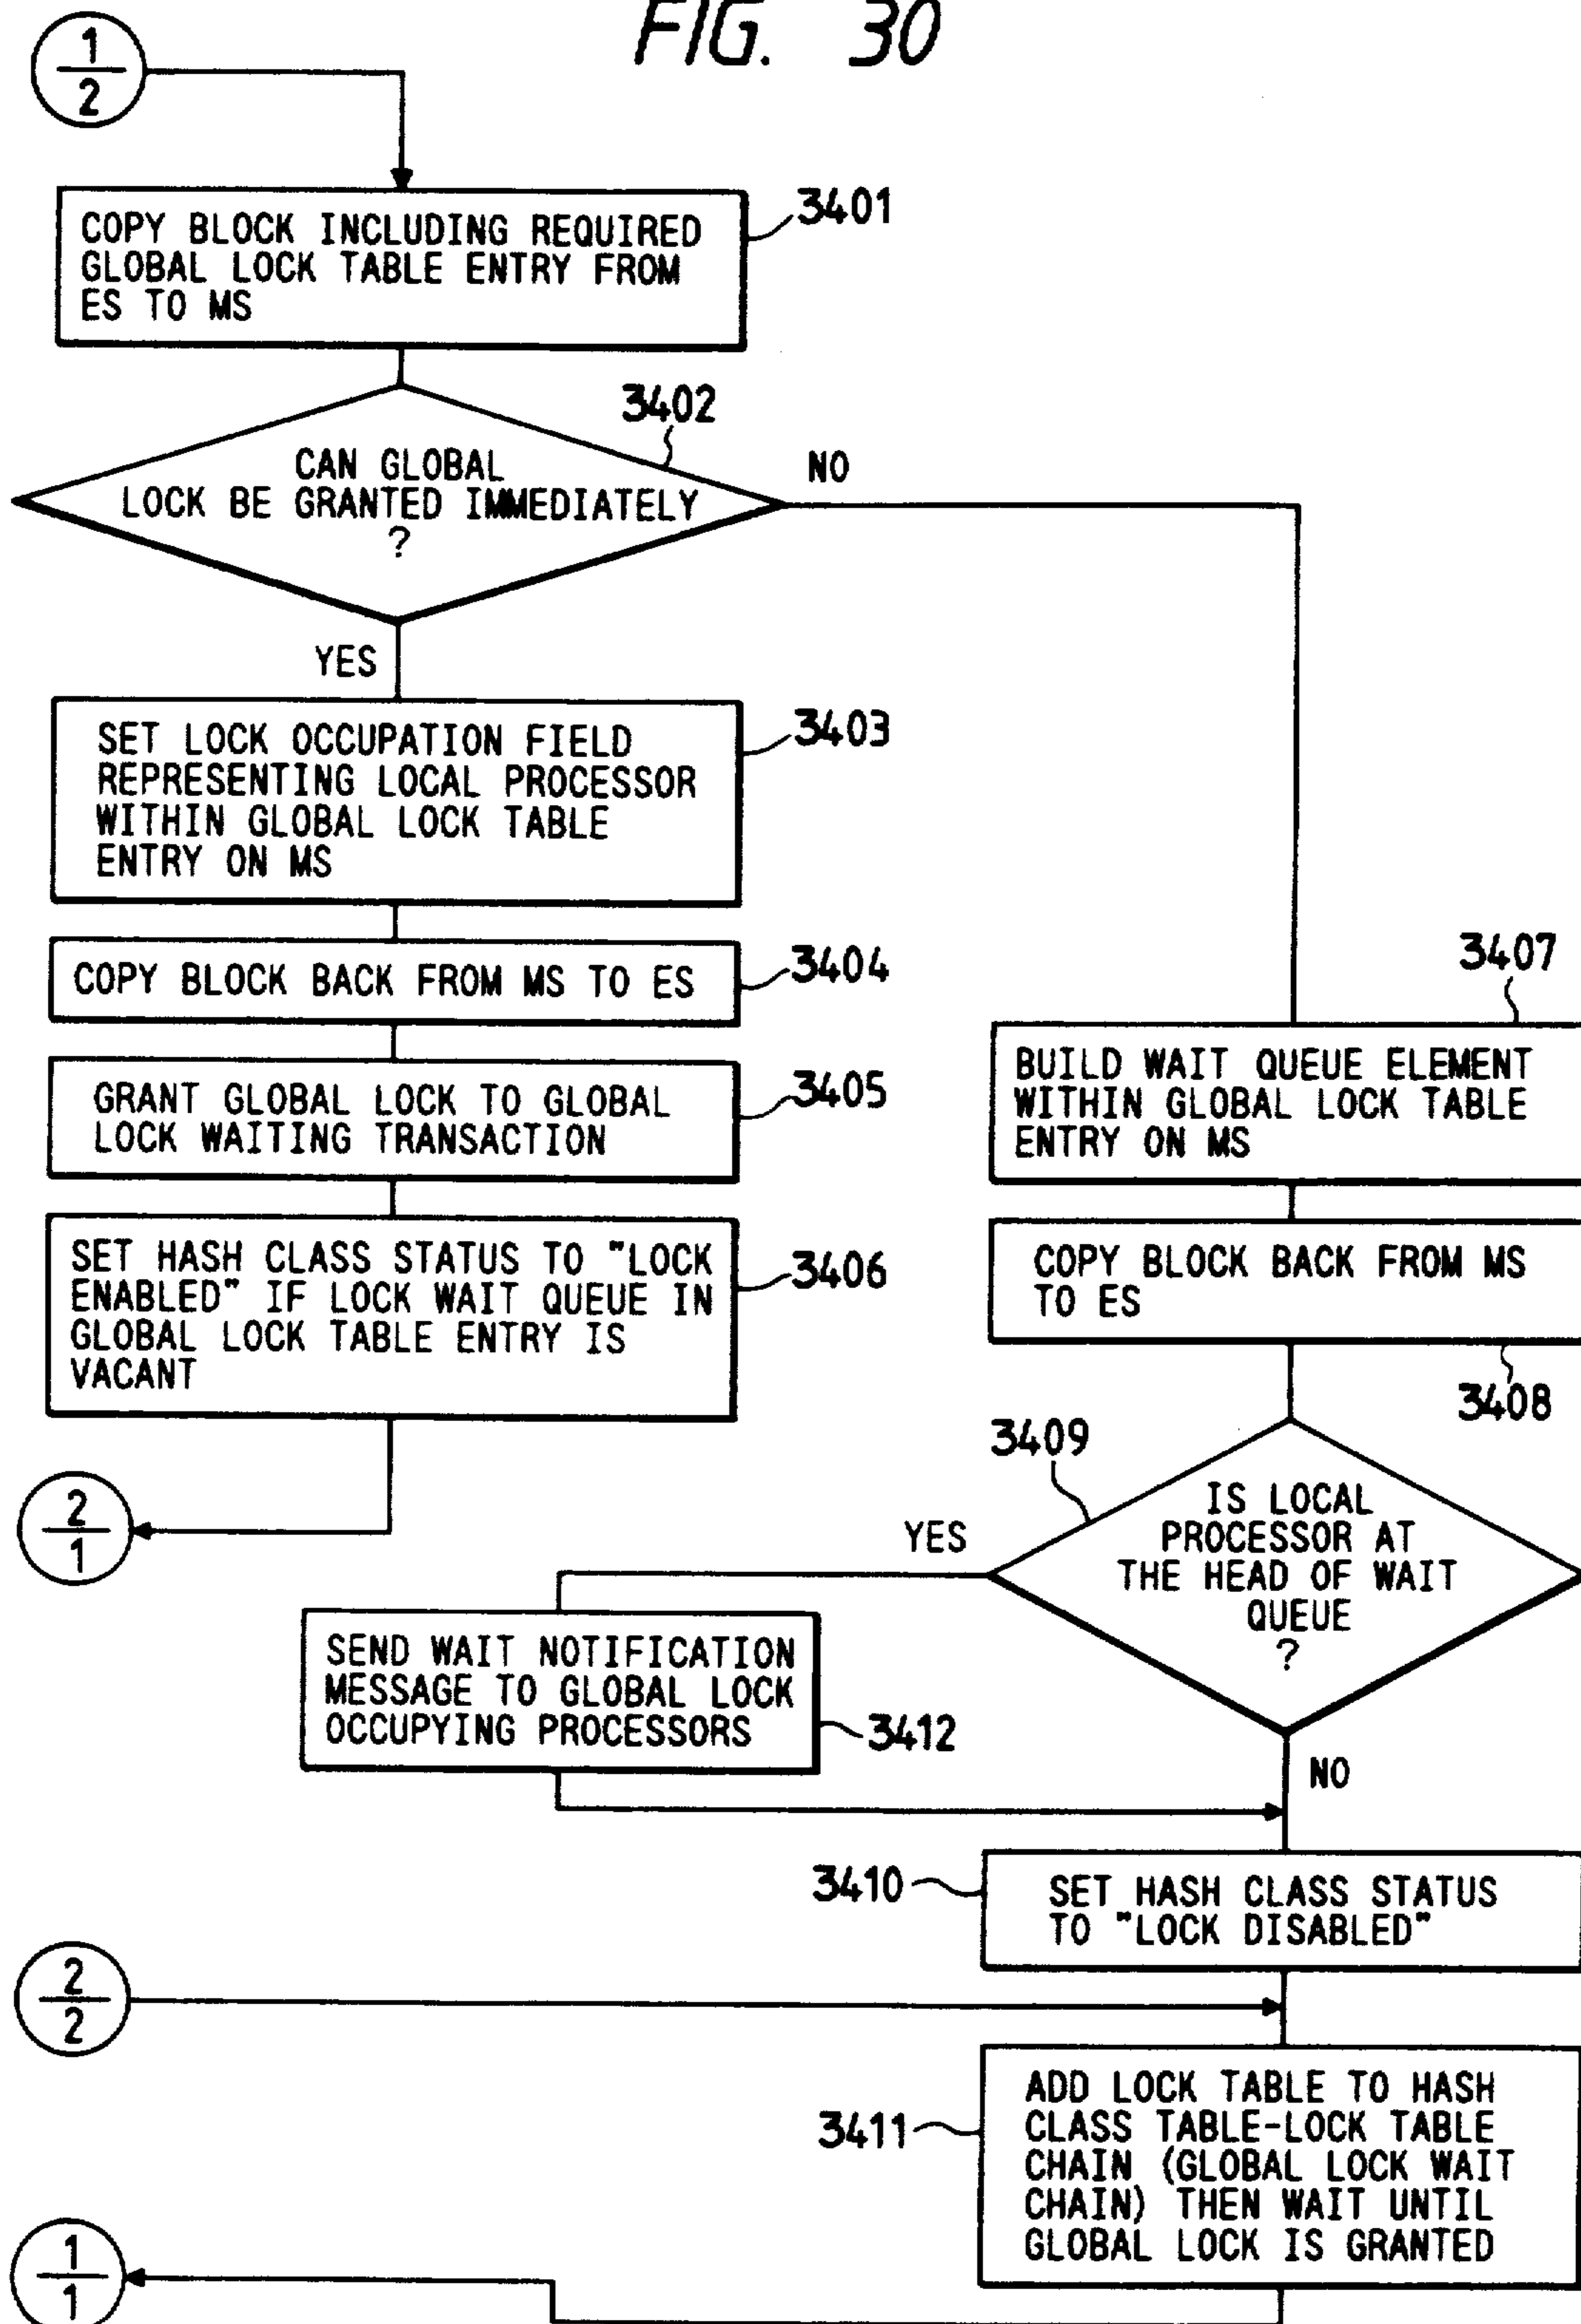 FIG. 30
1
2
3401
COPY BLOCK INCLUDING REQUIRED
GLOBAL LOCK TABLE ENTRY FROM
ES TO MS
3402
CAN GLOBAL
LOCK BE GRANTED IMMEDIATELY
?
NO
YES
3403
SET LOCK OCCUPATION FIELD
REPRESENTING LOCAL PROCESSOR
WITHIN GLOBAL LOCK TABLE
ENTRY ON MS
COPY BLOCK BACK FROM MS TO ES
3404
GRANT GLOBAL LOCK TO GLOBAL
LOCK WAITING TRANSACTION
3405
SET HASH CLASS STATUS TO "LOCK
ENABLED" IF LOCK WAIT QUEUE IN
GLOBAL LOCK TABLE ENTRY IS
VACANT
3406
2
1
3407
BUILD WAIT QUEUE ELEMENT
WITHIN GLOBAL LOCK TABLE
ENTRY ON MS
COPY BLOCK BACK FROM MS
TO ES
3408
3409
IS LOCAL
PROCESSOR AT
THE HEAD OF WAIT
QUEUE
?
YES
SEND WAIT NOTIFICATION
MESSAGE TO GLOBAL LOCK
OCCUPYING PROCESSORS
3412
NO
3410
SET HASH CLASS STATUS
TO "LOCK DISABLED"
2
2
3411
ADD LOCK TABLE TO HASH
CLASS TABLE-LOCK TABLE
CHAIN (GLOBAL LOCK WAIT
CHAIN) THEN WAIT UNTIL
GLOBAL LOCK IS GRANTED
1
1